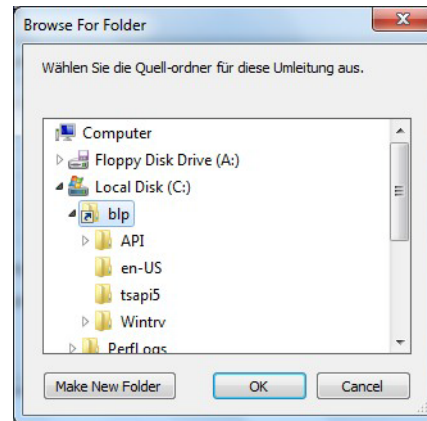 Browse For Folder
Wählen Sie die Quell-ordner für diese Umleitung aus.
Computer
Floppy Disk Drive (A:)
Local Disk (C:)
blp
API
en-US
tsapi5
Wintrv
PerfLogs
Make New Folder
OK
Cancel